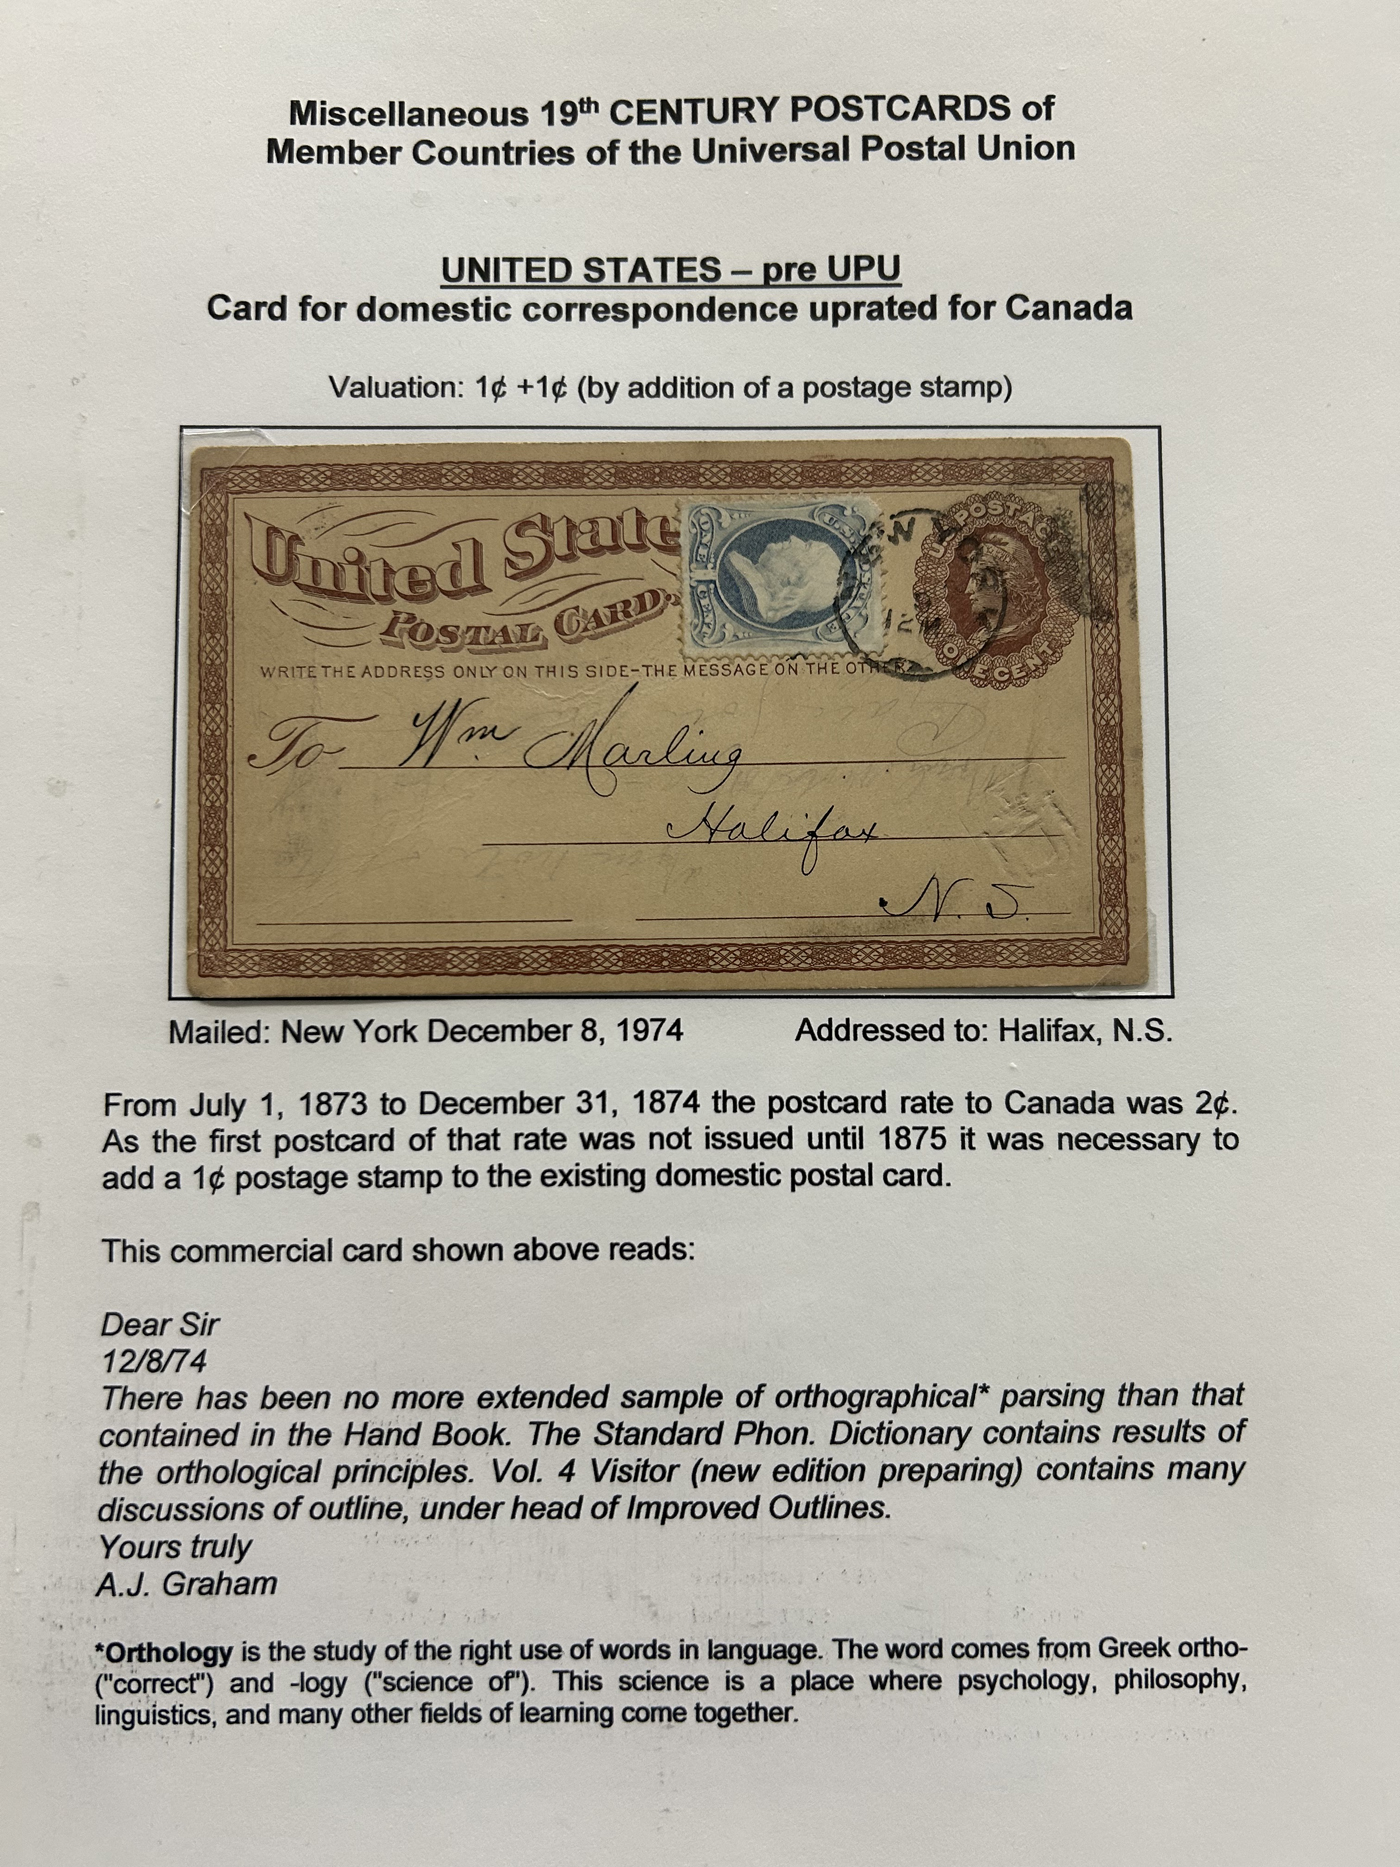 Miscellaneous 19th CENTURY POSTCARDS of
Member Countries of the Universal Postal Union
UNITED STATES – pre UPU
Card for domestic correspondence uprated for Canada
Valuation: 1¢ +1¢ (by addition of a postage stamp)
United State
POSTAL CARD.
U.S. POSTAGE
ONE CENT
WRITE THE ADDRESS ONLY ON THIS SIDE–THE MESSAGE ON THE OTHER
To Wm Marling
Halifax
N. S.
Mailed: New York December 8, 1974 Addressed to: Halifax, N.S.
From July 1, 1873 to December 31, 1874 the postcard rate to Canada was 2¢.
As the first postcard of that rate was not issued until 1875 it was necessary to
add a 1¢ postage stamp to the existing domestic postal card.
This commercial card shown above reads:
Dear Sir
12/8/74
There has been no more extended sample of orthographical* parsing than that
contained in the Hand Book. The Standard Phon. Dictionary contains results of
the orthological principles. Vol. 4 Visitor (new edition preparing) contains many
discussions of outline, under head of Improved Outlines.
Yours truly
A.J. Graham
*Orthology is the study of the right use of words in language. The word comes from Greek ortho-
("correct") and -logy ("science of"). This science is a place where psychology, philosophy,
linguistics, and many other fields of learning come together.